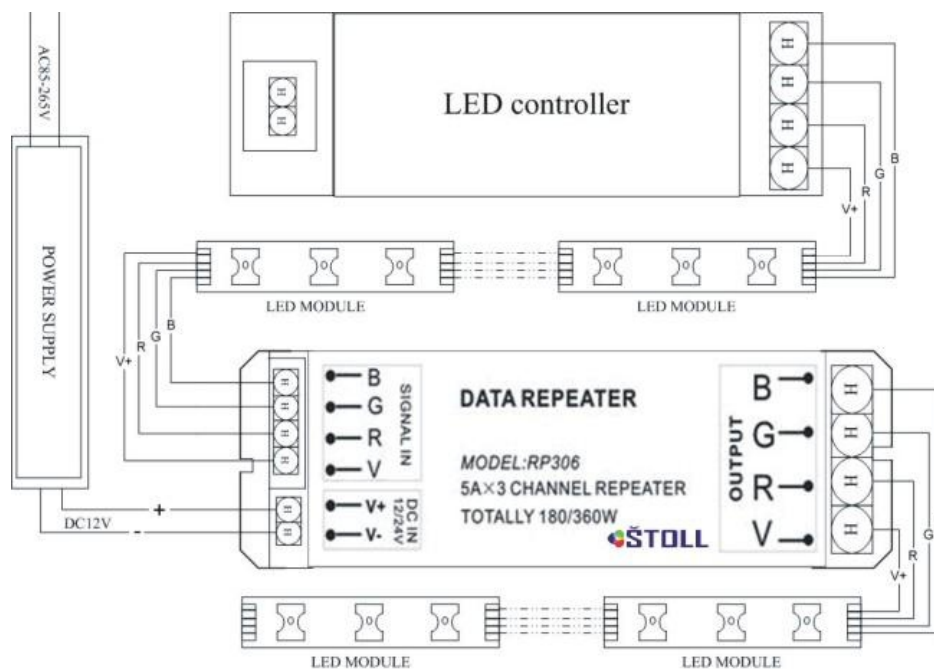 AC85-265V
POWER SUPPLY
DC12V
+
-
LED controller
H
H
H
H
H
H
B
G
R
V+
LED MODULE
LED MODULE
B
G
R
V+
H
H
H
H
H
H
B
G
R
V
SIGNAL IN
V+
V-
DC IN
12/24V
DATA REPEATER
MODEL:RP306
5A×3 CHANNEL REPEATER
TOTALLY 180/360W
ŠTOLL
OUTPUT
B
G
R
V
H
H
H
H
G
R
V+
LED MODULE
LED MODULE